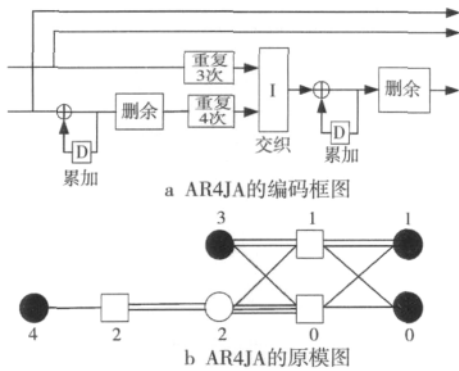 重复
3次
I
删余
重复
4次
删余
D
累加
交织
D
累加
a AR4JA的编码框图
3 1 1
4 2 2 0 0
b AR4JA的原模图